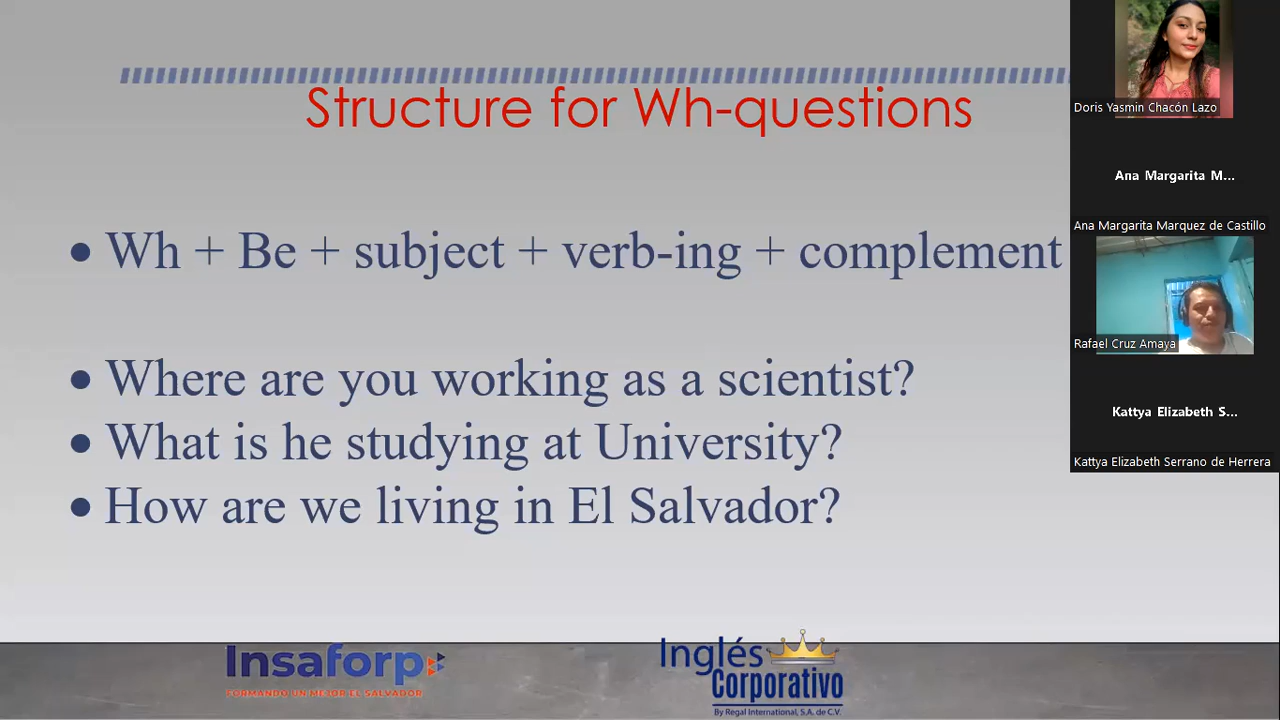 Structure for Wh-questions
• Wh + Be + subject + verb-ing + complement
• Where are you working as a scientist?
• What is he studying at University?
• How are we living in El Salvador?
Insaforp
FORMANDO UN MEJOR EL SALVADOR
Inglés
Corporativo
By Regal International, S.A. de C.V.
Doris Yasmin Chacón Lazo
Ana Margarita M...
Ana Margarita Marquez de Castillo
Rafael Cruz Amaya
Kattya Elizabeth S...
Kattya Elizabeth Serrano de Herrera